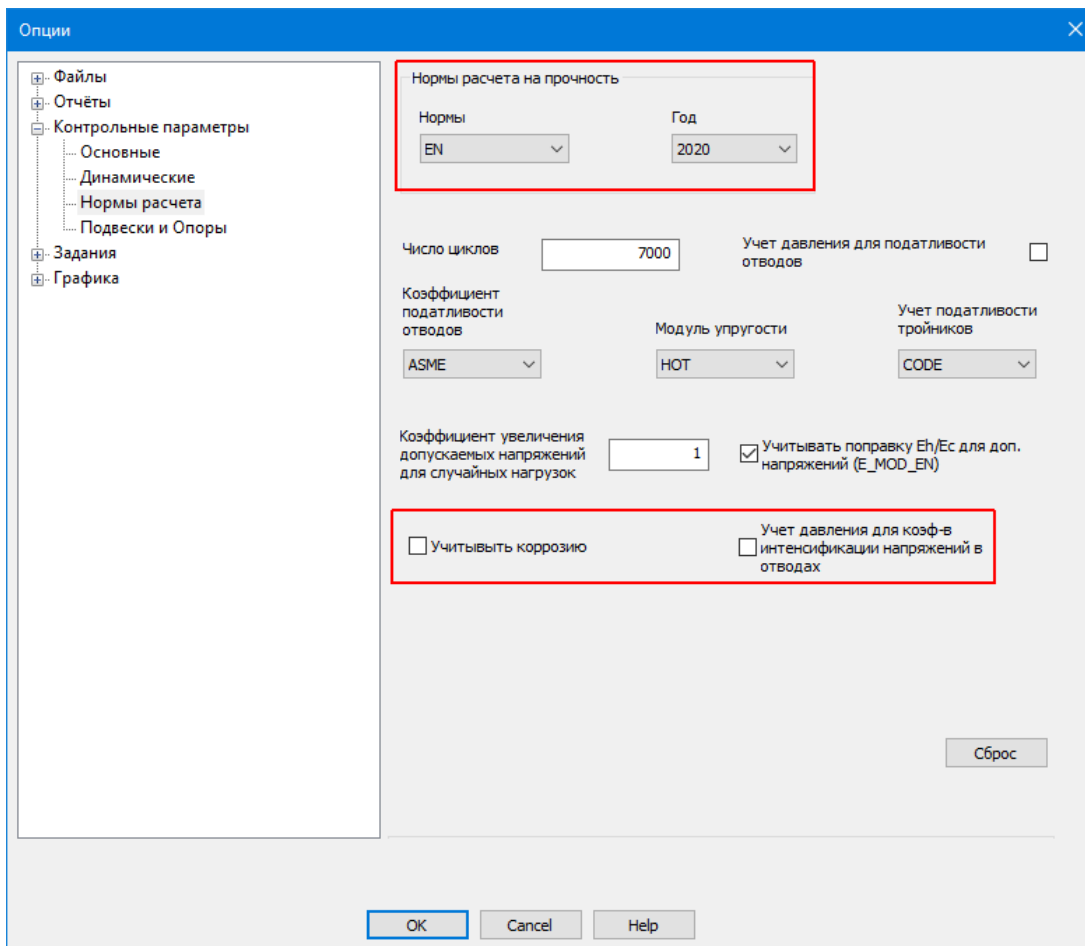 Опции
Файлы
Отчёты
Контрольные параметры
Основные
Динамические
Нормы расчета
Подвески и Опоры
Задания
Графика
Нормы расчета на прочность
Нормы
Год
EN
2020
Число циклов
7000
Учет давления для податливости
отводов
Коэффициент
податливости
отводов
Модуль упругости
Учет податливости
тройников
ASME
HOT
CODE
Коэффициент увеличения
допускаемых напряжений
для случайных нагрузок
1
Учитывать поправку Eh/Ec для доп.
напряжений (E_MOD_EN)
Учитывыть коррозию
Учет давления для коэф-в
интенсификации напряжений в
отводах
Сброс
OK
Cancel
Help